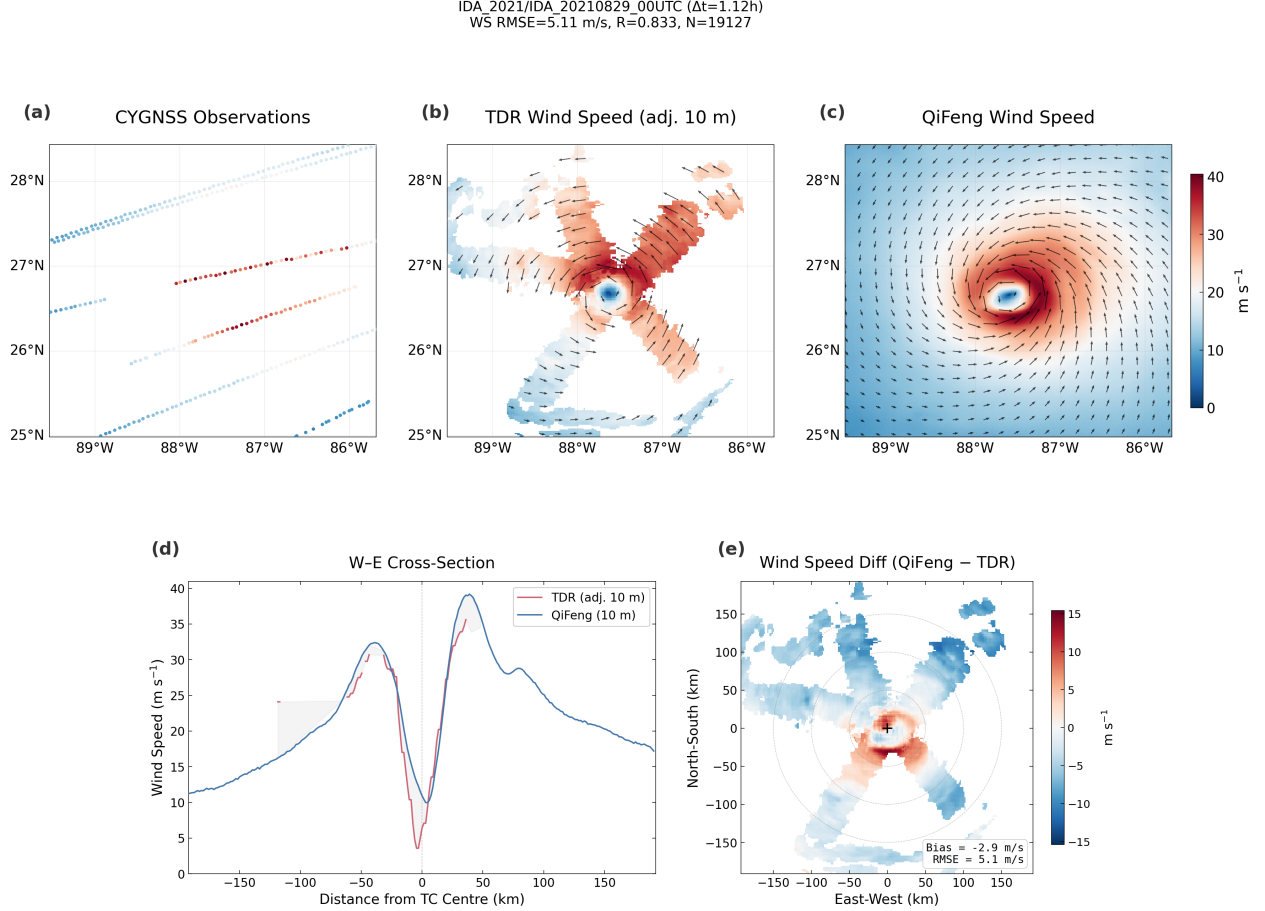 IDA_2021/IDA_20210829_00UTC (Δt=1.12h)
WS RMSE=5.11 m/s, R=0.833, N=19127
(a)
CYGNSS Observations
28°N
27°N
26°N
25°N
89°W 88°W 87°W 86°W
(b)
TDR Wind Speed (adj. 10 m)
28°N
27°N
26°N
25°N
89°W 88°W 87°W 86°W
(c)
QiFeng Wind Speed
28°N
27°N
26°N
25°N
89°W 88°W 87°W 86°W
40
30
20
10
0
m s⁻¹
(d)
W–E Cross-Section
TDR (adj. 10 m)
QiFeng (10 m)
Wind Speed (m s⁻¹)
40
35
30
25
20
15
10
5
0
−150 −100 −50 0 50 100 150
Distance from TC Centre (km)
(e)
Wind Speed Diff (QiFeng − TDR)
North-South (km)
150
100
50
0
−50
−100
−150
Bias = -2.9 m/s
RMSE = 5.1 m/s
−150 −100 −50 0 50 100 150
East-West (km)
15
10
5
0
−5
−10
−15
m s⁻¹